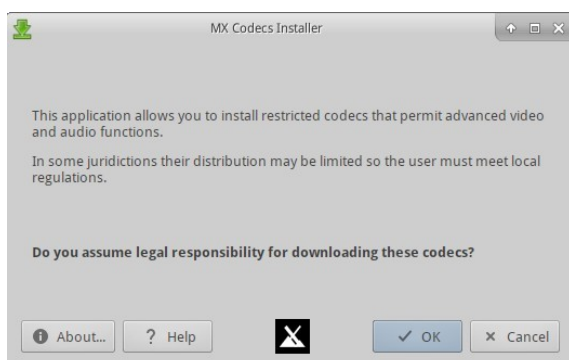 MX Codecs Installer
This application allows you to install restricted codecs that permit advanced video
and audio functions.
In some juridictions their distribution may be limited so the user must meet local
regulations.
Do you assume legal responsibility for downloading these codecs?
About... Help OK Cancel